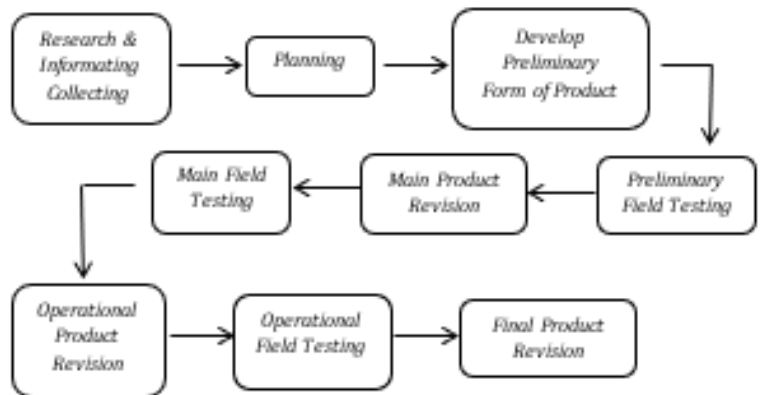 Research &
Informating
Collecting
Planning
Develop
Preliminary
Form of Product
Preliminary
Field Testing
Main Product
Revision
Main Field
Testing
Operational
Product
Revision
Operational
Field Testing
Final Product
Revision